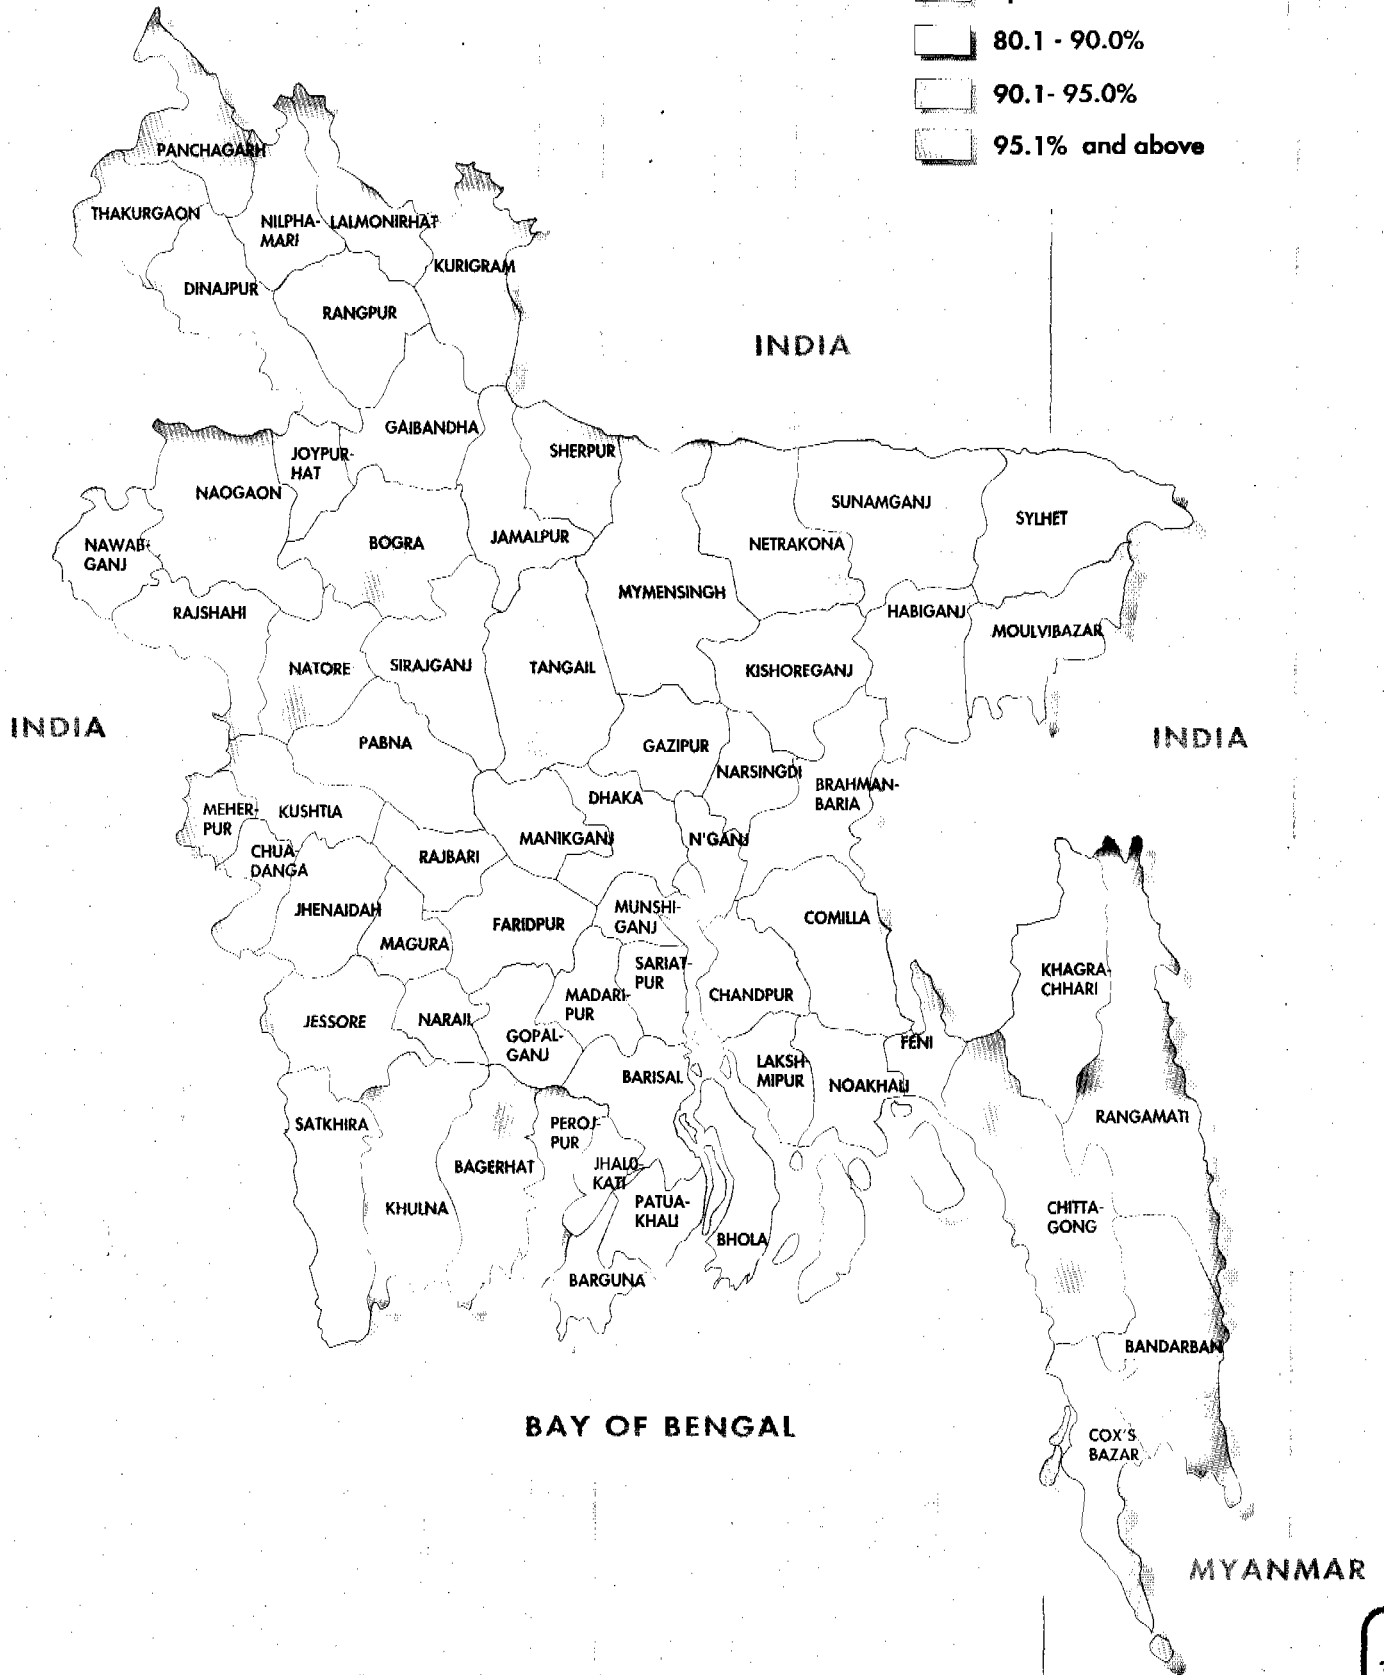 80.1 - 90.0%
90.1- 95.0%
95.1% and above
PANCHAGARH
THAKURGAON
NILPHA-
MARI
LALMONIRHAT
KURIGRAM
DINAJPUR
RANGPUR
INDIA
GAIBANDHA
SHERPUR
JOYPUR-
HAT
NAOGAON
SUNAMGANJ
SYLHET
NAWAB-
GANJ
BOGRA
JAMALPUR
NETRAKONA
MYMENSINGH
RAJSHAHI
HABIGANJ
MOULVIBAZAR
NATORE
SIRAJGANJ
TANGAIL
KISHOREGANJ
INDIA
PABNA
GAZIPUR
INDIA
NARSINGDI
BRAHMAN-
BARIA
DHAKA
MEHER-
PUR
KUSHTIA
MANIKGANJ
N'GANJ
CHUA-
DANGA
RAJBARI
JHENAIDAH
MAGURA
FARIDPUR
MUNSHI-
GANJ
COMILLA
SARIAT-
PUR
KHAGRA-
CHHARI
MADARI-
PUR
CHANDPUR
JESSORE
NARAIL
GOPAL-
GANJ
FENI
BARISAL
LAKSH-
MIPUR
NOAKHALI
SATKHIRA
PEROJ-
PUR
RANGAMATI
BAGERHAT
JHALO-
KATI
KHULNA
PATUA-
KHALI
CHITTA-
GONG
BHOLA
BARGUNA
BANDARBAN
BAY OF BENGAL
COX'S
BAZAR
MYANMAR